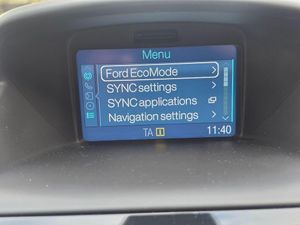 Menu
Ford EcoMode
SYNC settings
SYNC applications
Navigation settings
TA i 11:40